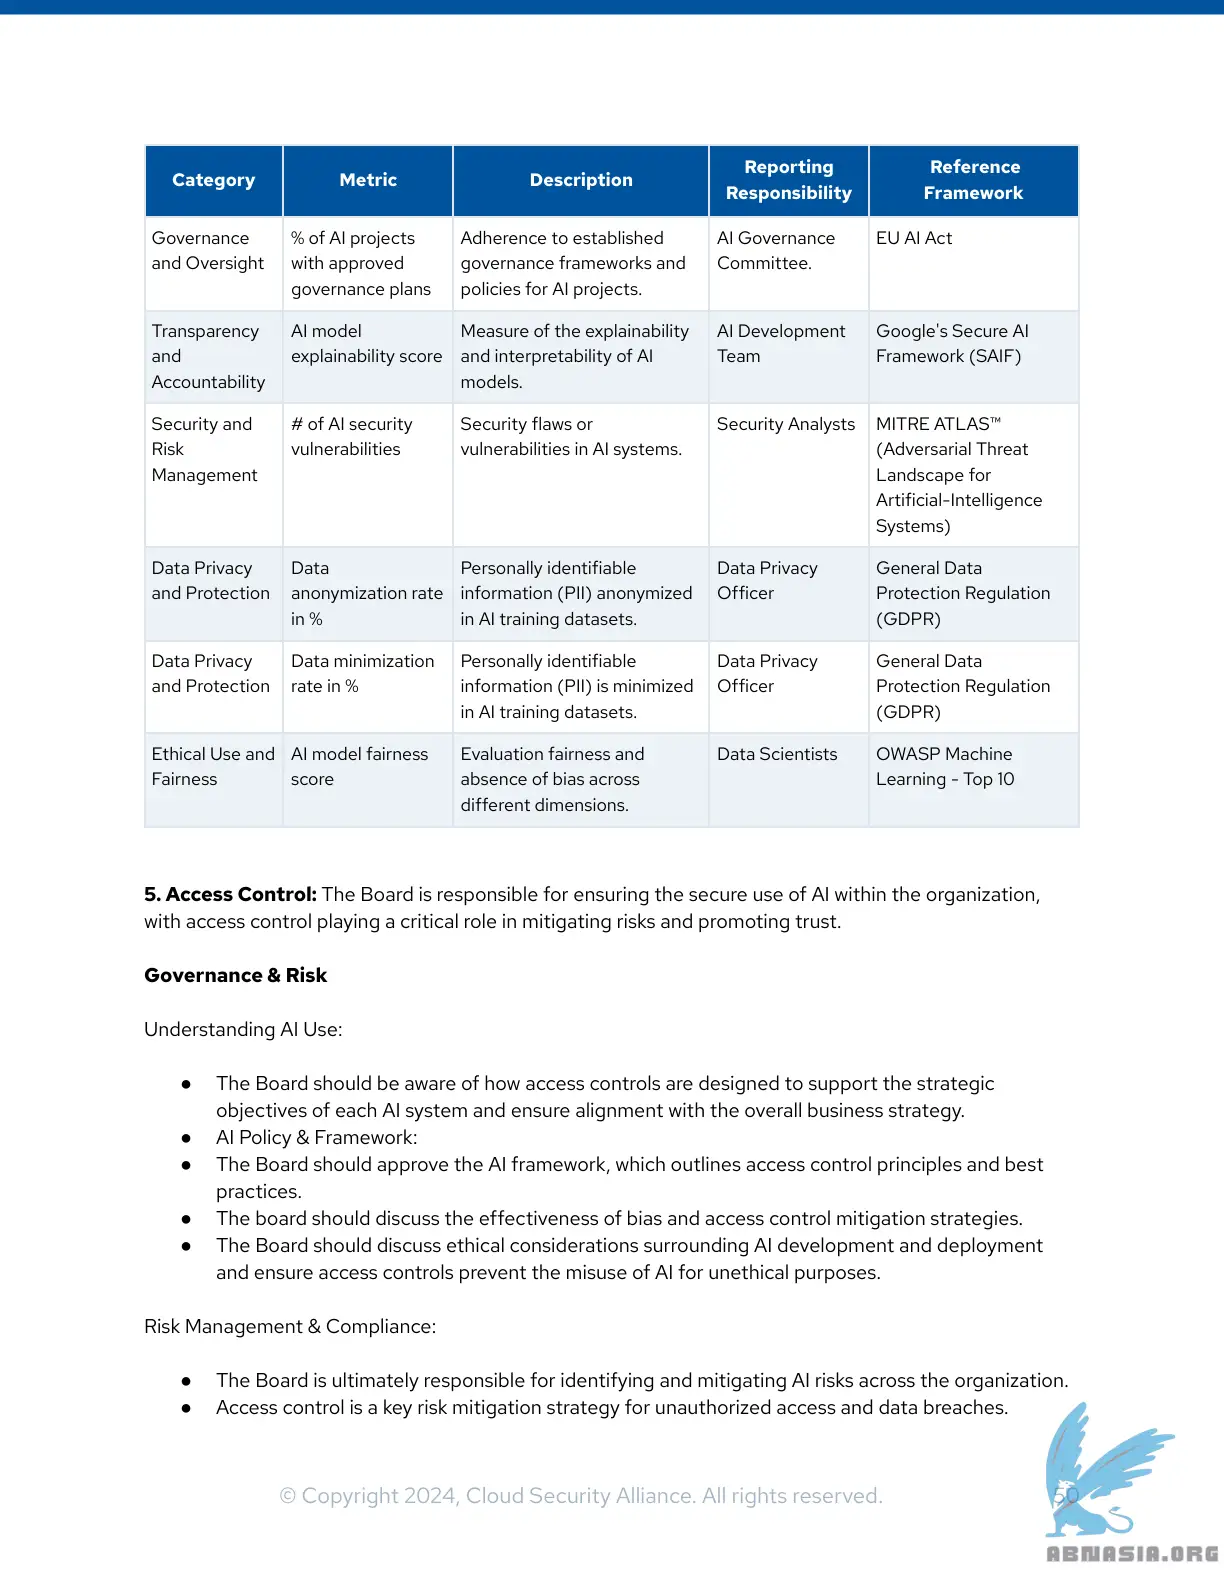 Category
Metric
Description
Reporting
Responsibility
Reference
Framework
Governance
and Oversight
% of AI projects
with approved
governance plans
Adherence to established
governance frameworks and
policies for AI projects.
AI Governance
Committee.
EU AI Act
Transparency
and
Accountability
AI model
explainability score
Measure of the explainability
and interpretability of AI
models.
AI Development
Team
Google's Secure AI
Framework (SAIF)
Security and
Risk
Management
# of AI security
vulnerabilities
Security flaws or
vulnerabilities in AI systems.
Security Analysts
MITRE ATLAS™
(Adversarial Threat
Landscape for
Artificial-Intelligence
Systems)
Data Privacy
and Protection
Data
anonymization rate
in %
Personally identifiable
information (PII) anonymized
in AI training datasets.
Data Privacy
Officer
General Data
Protection Regulation
(GDPR)
Data Privacy
and Protection
Data minimization
rate in %
Personally identifiable
information (PII) is minimized
in AI training datasets.
Data Privacy
Officer
General Data
Protection Regulation
(GDPR)
Ethical Use and
Fairness
AI model fairness
score
Evaluation fairness and
absence of bias across
different dimensions.
Data Scientists
OWASP Machine
Learning - Top 10
5. Access Control: The Board is responsible for ensuring the secure use of AI within the organization,
with access control playing a critical role in mitigating risks and promoting trust.
Governance & Risk
Understanding AI Use:
● The Board should be aware of how access controls are designed to support the strategic
objectives of each AI system and ensure alignment with the overall business strategy.
● AI Policy & Framework:
● The Board should approve the AI framework, which outlines access control principles and best
practices.
● The board should discuss the effectiveness of bias and access control mitigation strategies.
● The Board should discuss ethical considerations surrounding AI development and deployment
and ensure access controls prevent the misuse of AI for unethical purposes.
Risk Management & Compliance:
● The Board is ultimately responsible for identifying and mitigating AI risks across the organization.
● Access control is a key risk mitigation strategy for unauthorized access and data breaches.
© Copyright 2024, Cloud Security Alliance. All rights reserved.
50
ABNASIA.ORG